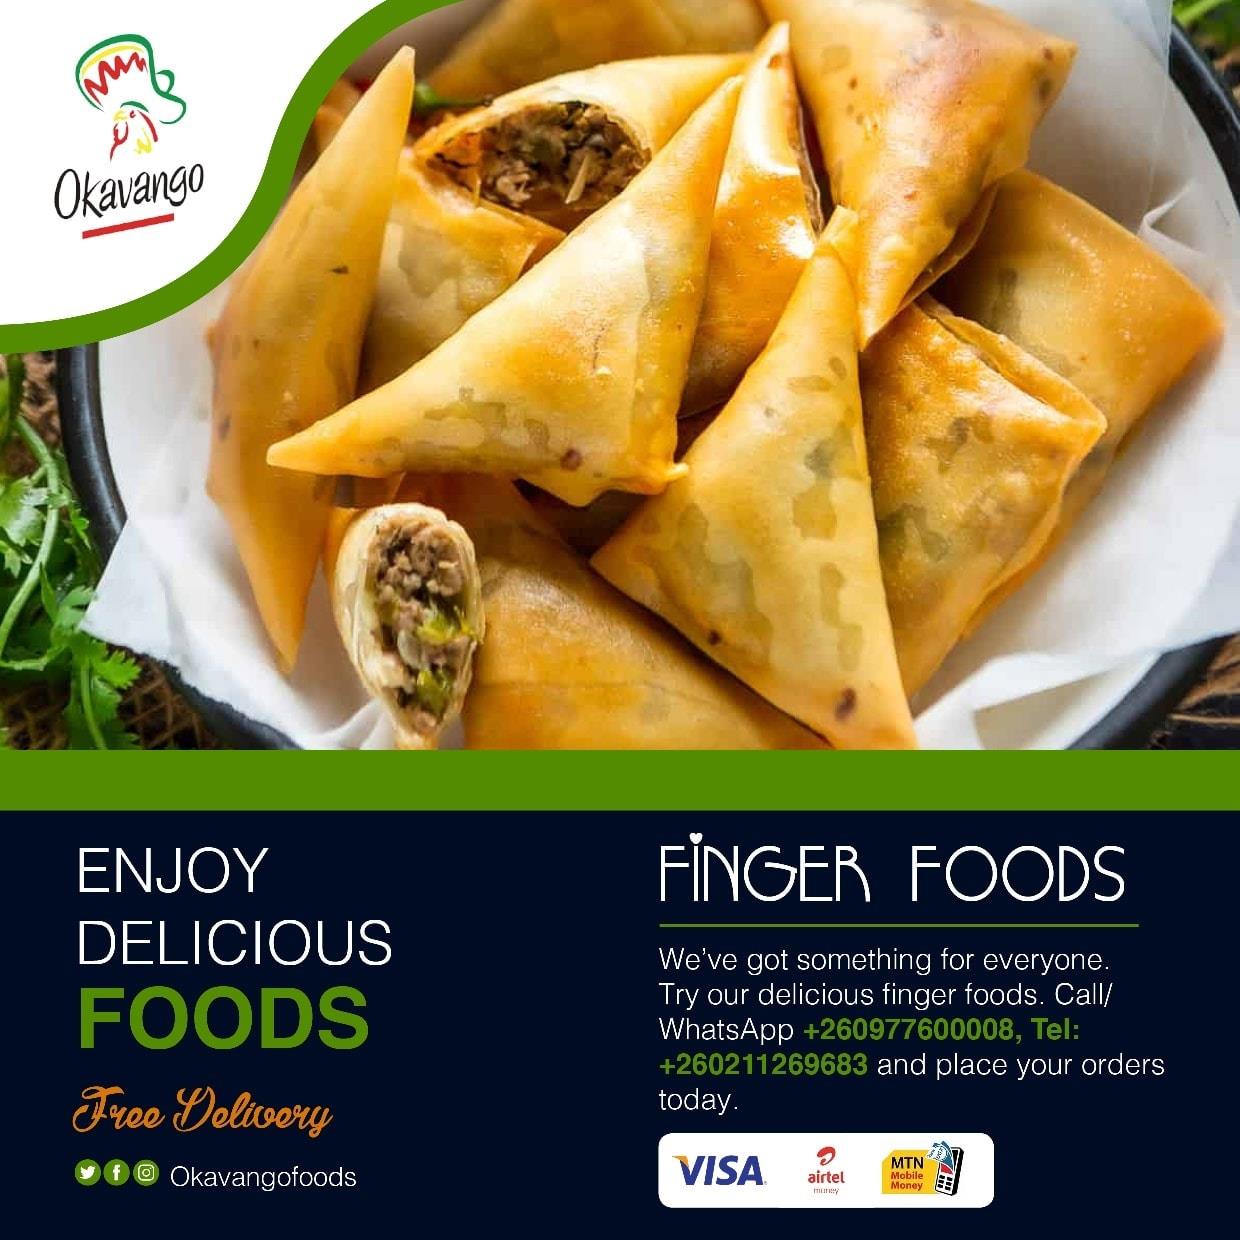 Okavango
ENJOY
DELICIOUS
FOODS
Free Delivery
Okavangofoods
FINGER FOODS
We've got something for everyone.
Try our delicious finger foods. Call/
WhatsApp +260977600008, Tel:
+260211269683 and place your orders
today.
VISA
airtel
money
MTN
Mobile
Money